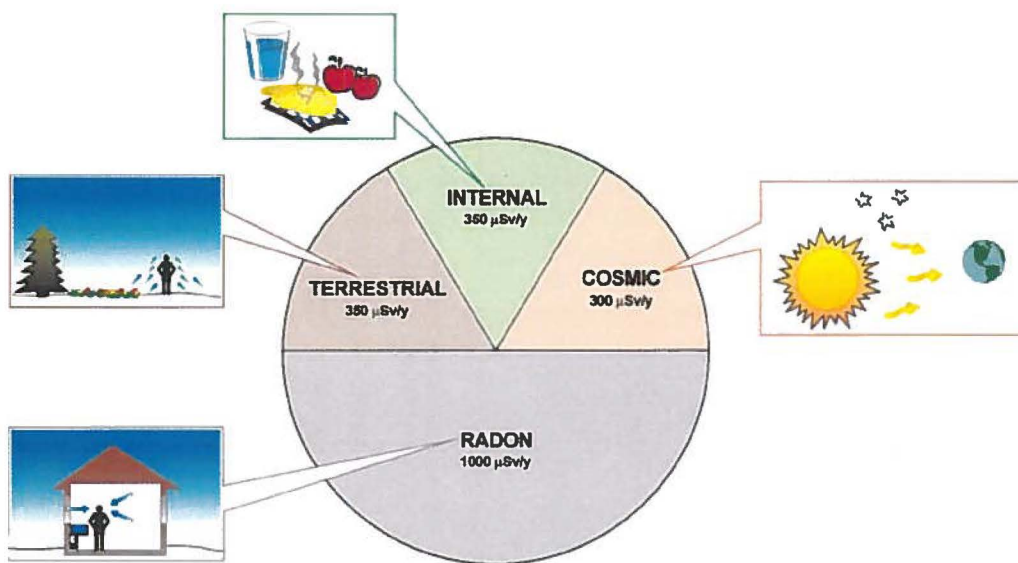 INTERNAL
350 µSv/y
TERRESTRIAL
350 µSv/y
COSMIC
300 µSv/y
RADON
1000 µSv/y